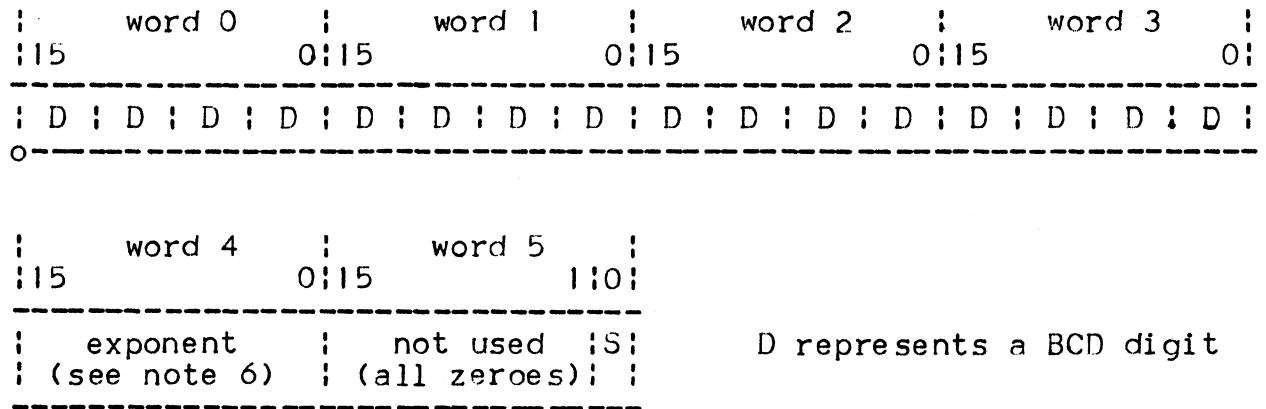 ¦ word 0 ¦ word 1 ¦ word 2 ¦ word 3 ¦
¦15 0¦15 0¦15 0¦15 0¦
------------------------------------------------------------------
¦ D ¦ D ¦ D ¦ D ¦ D ¦ D ¦ D ¦ D ¦ D ¦ D ¦ D ¦ D ¦ D ¦ D ¦ D ¦ D ¦
o-----------------------------------------------------------------
¦ word 4 ¦ word 5 ¦
¦15 0¦15 1¦0¦
---------------------------------
¦ exponent ¦ not used ¦S¦ D represents a BCD digit
¦ (see note 6) ¦ (all zeroes)¦ ¦
---------------------------------